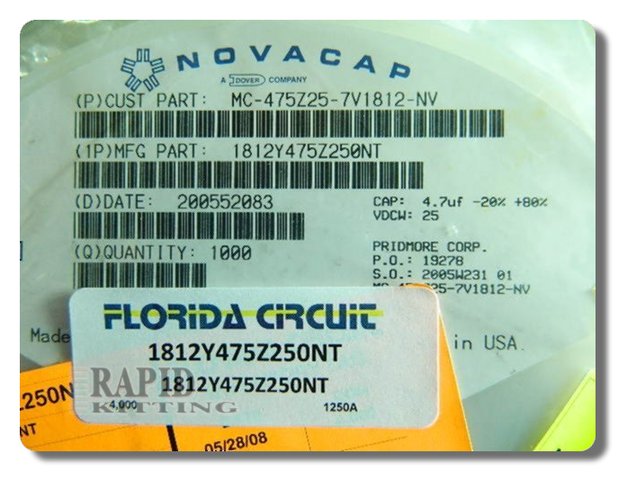 NOVACAP
A DOVER COMPANY
(P)CUST PART: MC-475Z25-7V1812-NV
(1P)MFG PART: 1812Y475Z250NT
(D)DATE: 200552083
CAP: 4.7uf -20% +80%
VDCW: 25
(Q)QUANTITY: 1000
PRIDMORE CORP.
P.O.: 19278
S.O.: 2005W231 01
25-7V1812-NV
Made
in USA.
FLORIDA CIRCUIT
1812Y475Z250NT
1812Y475Z250NT
RAPID
KITTING
4,000
1250A
Z250N
NT
05/28/08